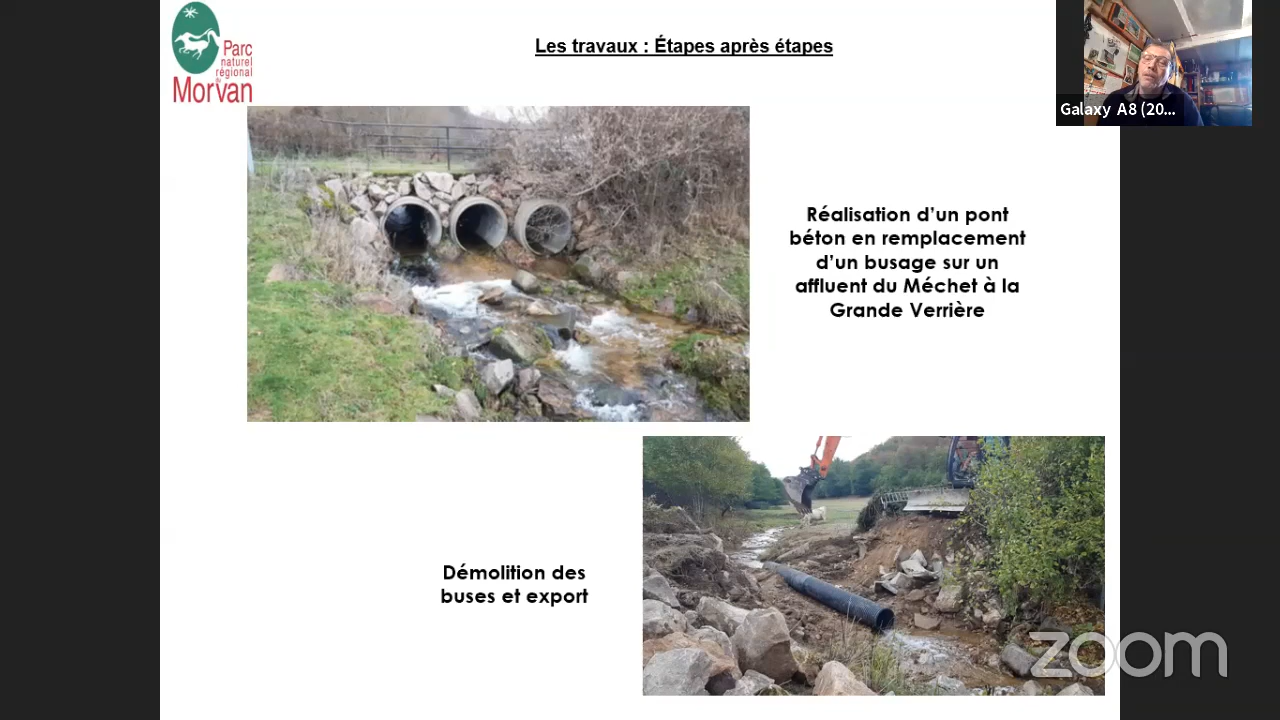 Parc
naturel
régional
du
Morvan
Les travaux : Étapes après étapes
Galaxy A8 (20...
Réalisation d’un pont
béton en remplacement
d’un busage sur un
affluent du Méchet à la
Grande Verrière
Démolition des
buses et export
zoom